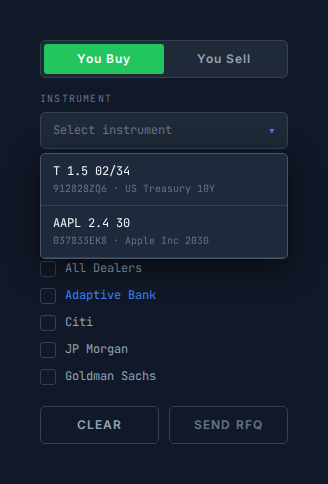 You Buy
You Sell
INSTRUMENT
Select instrument
T 1.5 02/34
912828ZQ6 · US Treasury 10Y
AAPL 2.4 30
037833EK8 · Apple Inc 2030
All Dealers
Adaptive Bank
Citi
JP Morgan
Goldman Sachs
CLEAR
SEND RFQ